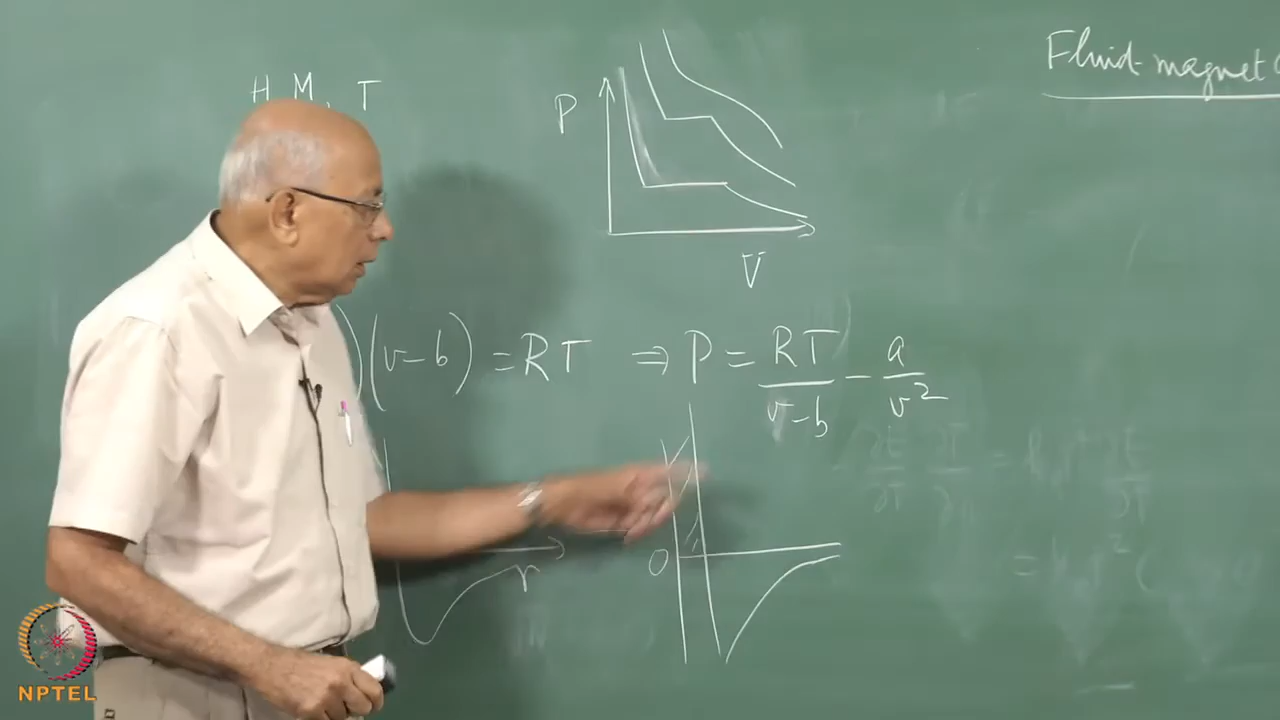 H M, T
Fluid-magnet
P
V
)(v-b) = RT ⇒ P = RT/(v-b) - a/v²
r
0
NPTEL